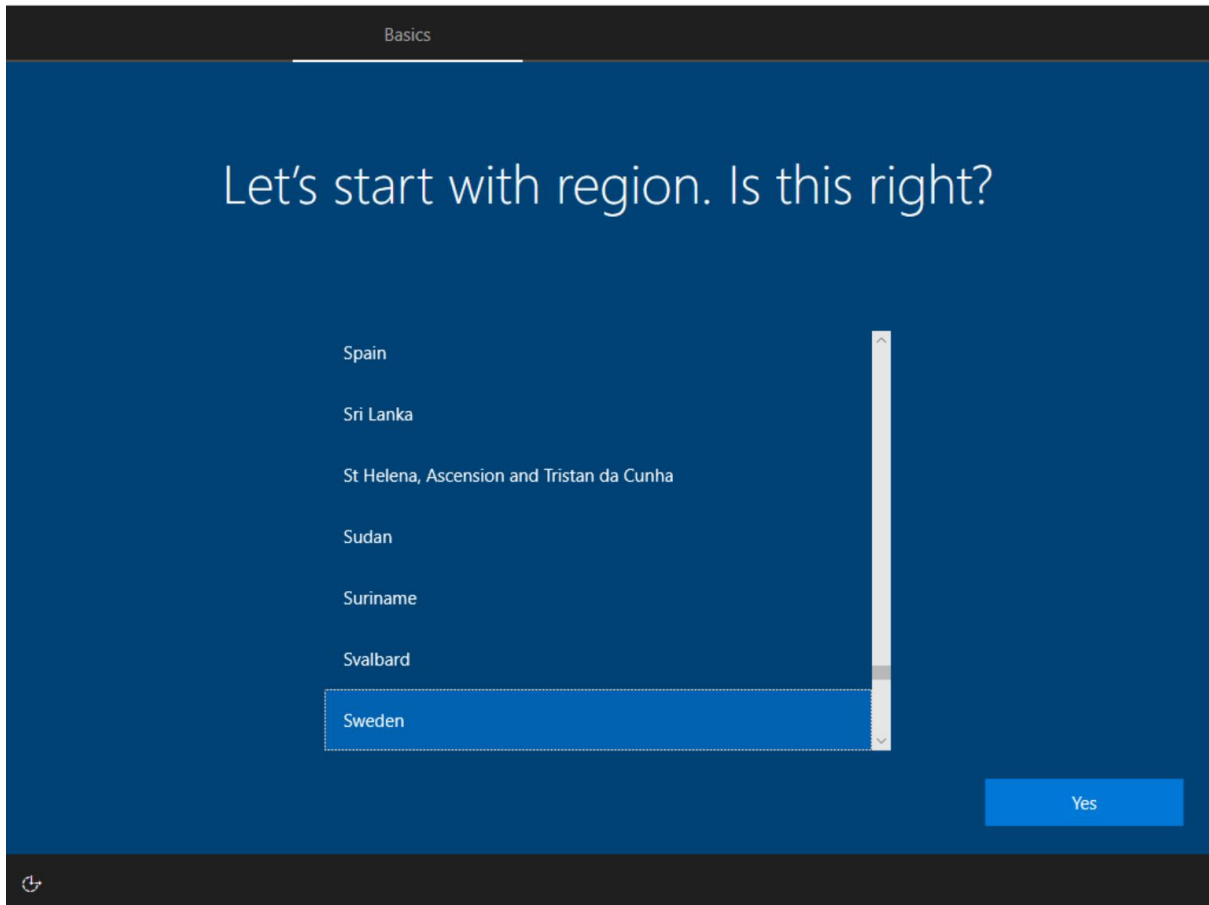 Basics
Let's start with region. Is this right?
Spain
Sri Lanka
St Helena, Ascension and Tristan da Cunha
Sudan
Suriname
Svalbard
Sweden
Yes